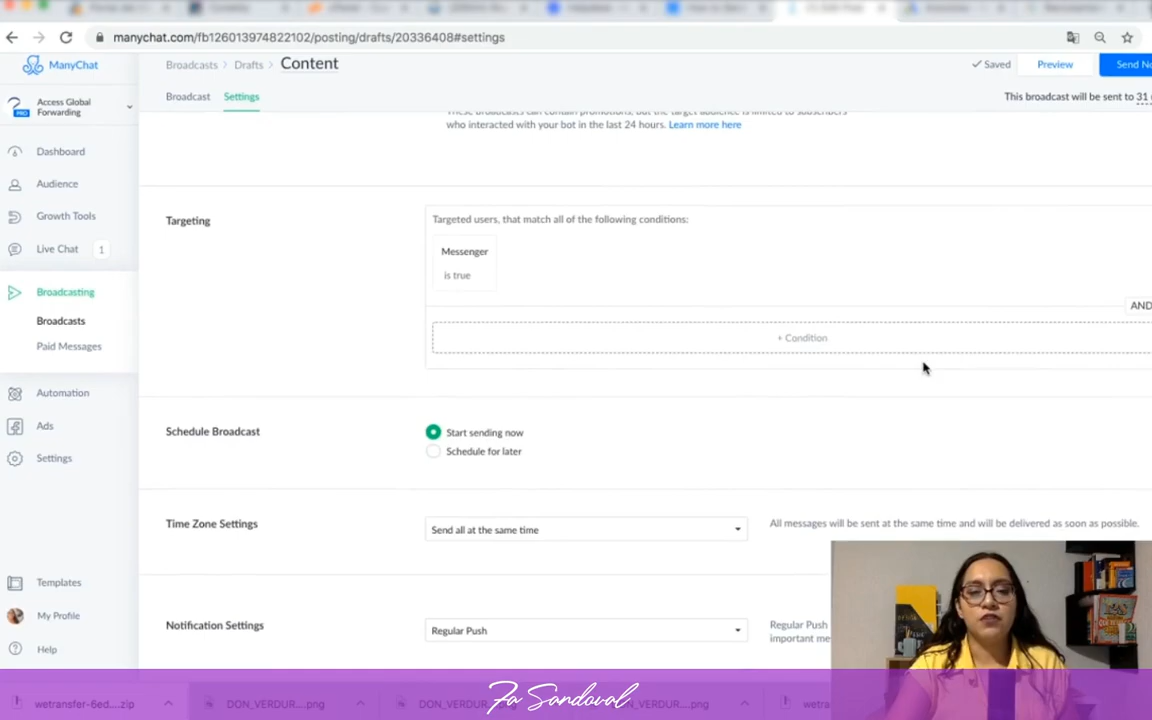 manychat.com/fb126013974822102/posting/drafts/20336408#settings
ManyChat
Broadcasts > Drafts > Content
Saved
Preview
Send No
Access Global
Forwarding
PRO
Broadcast
Settings
This broadcast will be sent to 31
These broadcasts can contain promotions, but the target audience is limited to subscribers
who interacted with your bot in the last 24 hours. Learn more here
Dashboard
Audience
Growth Tools
Live Chat 1
Broadcasting
Broadcasts
Paid Messages
Automation
Ads
Settings
Templates
My Profile
Help
Targeting
Targeted users, that match all of the following conditions:
Messenger
is true
AND
+ Condition
Schedule Broadcast
Start sending now
Schedule for later
Time Zone Settings
Send all at the same time
All messages will be sent at the same time and will be delivered as soon as possible.
Notification Settings
Regular Push
Regular Push
important me
wetransfer-6ed....zip
DON_VERDUR....png
DON_VERDUR
N_VERDUR....png
wetra
Fa Sandoval